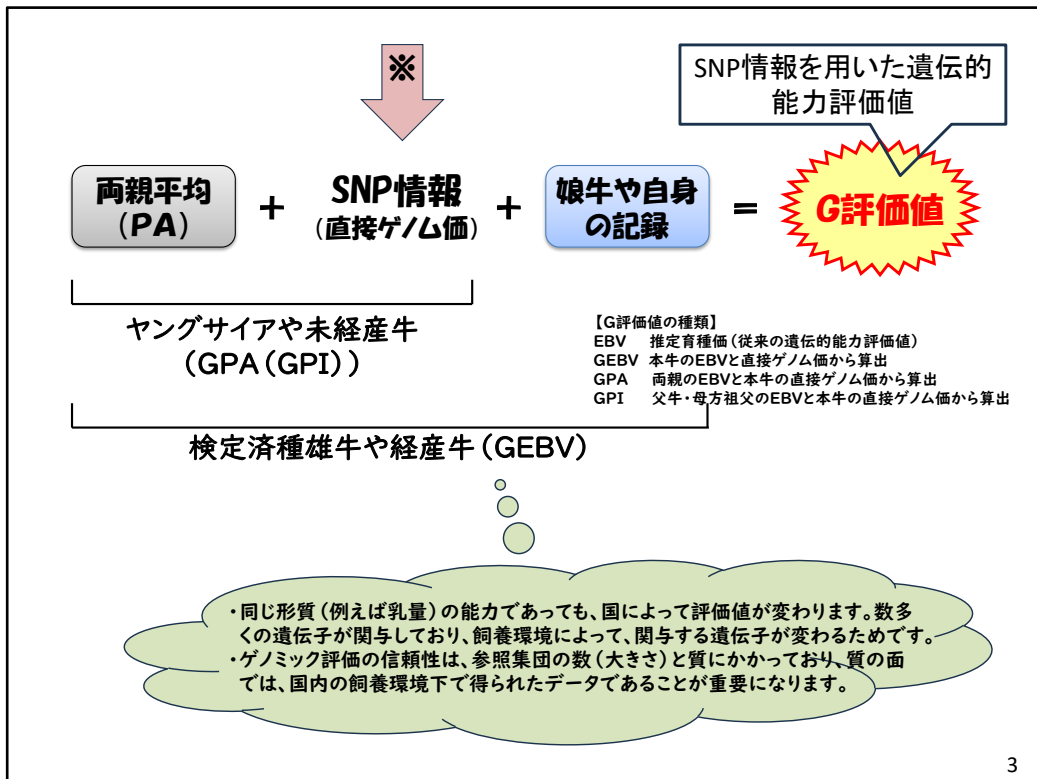 ※
SNP情報を用いた遺伝的
能力評価値
両親平均
(PA)
+
SNP情報
(直接ゲノム価)
+
娘牛や自身
の記録
=
G評価値
ヤングサイアや未経産牛
(GPA(GPI))
【G評価値の種類】
EBV 推定育種価(従来の遺伝的能力評価値)
GEBV 本牛のEBVと直接ゲノム価から算出
GPA 両親のEBVと本牛の直接ゲノム価から算出
GPI 父牛・母方祖父のEBVと本牛の直接ゲノム価から算出
検定済種雄牛や経産牛(GEBV)
・同じ形質(例えば乳量)の能力であっても、国によって評価値が変わります。数多
くの遺伝子が関与しており、飼養環境によって、関与する遺伝子が変わるためです。
・ゲノミック評価の信頼性は、参照集団の数(大きさ)と質にかかっており、質の面
では、国内の飼養環境下で得られたデータであることが重要になります。
3